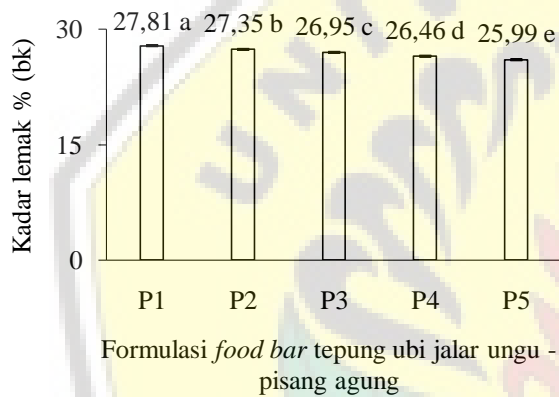 27,81 a 27,35 b 26,95 c 26,46 d 25,99 e
30
15
0
Kadar lemak % (bk)
P1 P2 P3 P4 P5
Formulasi food bar tepung ubi jalar ungu -
pisang agung
U N I